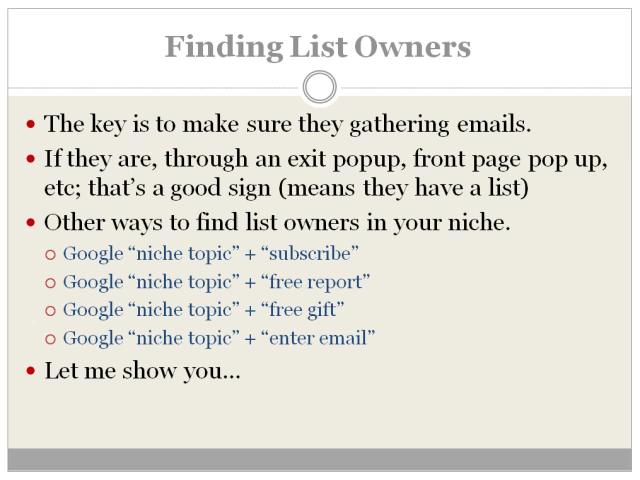 Finding List Owners
The key is to make sure they gathering emails.
If they are, through an exit popup, front page pop up,
etc; that’s a good sign (means they have a list)
Other ways to find list owners in your niche.
Google “niche topic” + “subscribe”
Google “niche topic” + “free report”
Google “niche topic” + “free gift”
Google “niche topic” + “enter email”
Let me show you…